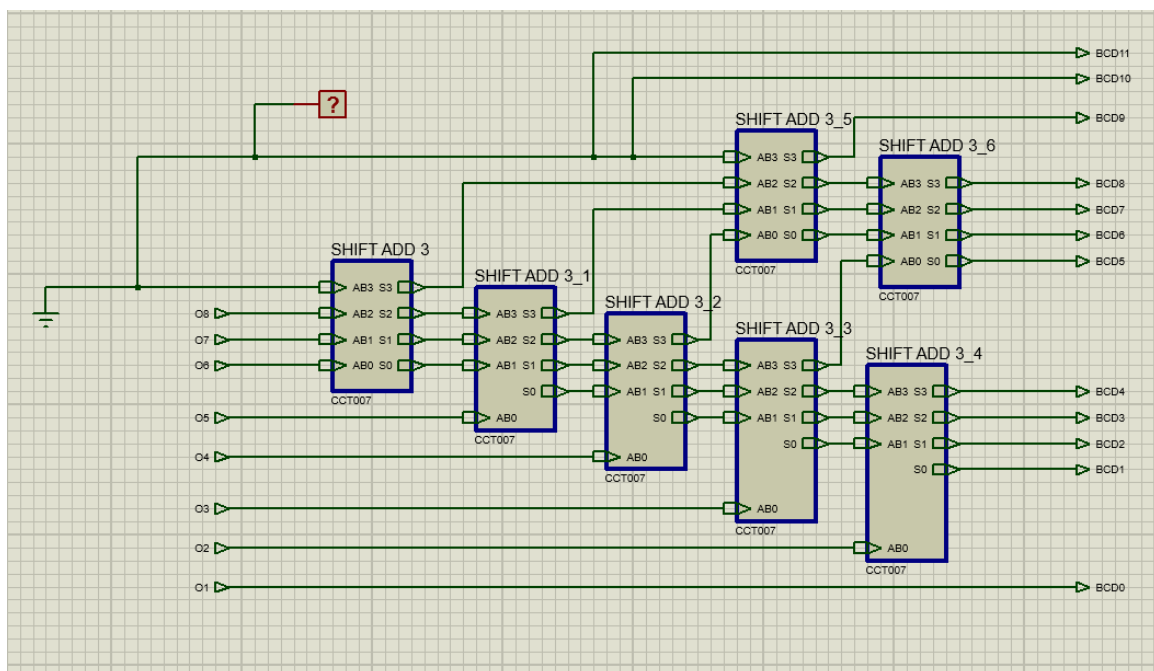 BCD11
BCD10
?
BCD9
SHIFT ADD 3_5
AB3 S3
AB2 S2
AB1 S1
AB0 S0
CCT007
SHIFT ADD 3_6
AB3 S3
AB2 S2
AB1 S1
AB0 S0
CCT007
BCD8
BCD7
BCD6
BCD5
SHIFT ADD 3
AB3 S3
AB2 S2
AB1 S1
AB0 S0
CCT007
SHIFT ADD 3_1
AB3 S3
AB2 S2
AB1 S1
S0
AB0
CCT007
SHIFT ADD 3_2
AB3 S3
AB2 S2
AB1 S1
S0
AB0
CCT007
SHIFT ADD 3_3
AB3 S3
AB2 S2
AB1 S1
S0
AB0
CCT007
SHIFT ADD 3_4
AB3 S3
AB2 S2
AB1 S1
S0
AB0
CCT007
BCD4
BCD3
BCD2
BCD1
O8
O7
O6
O5
O4
O3
O2
O1
BCD0